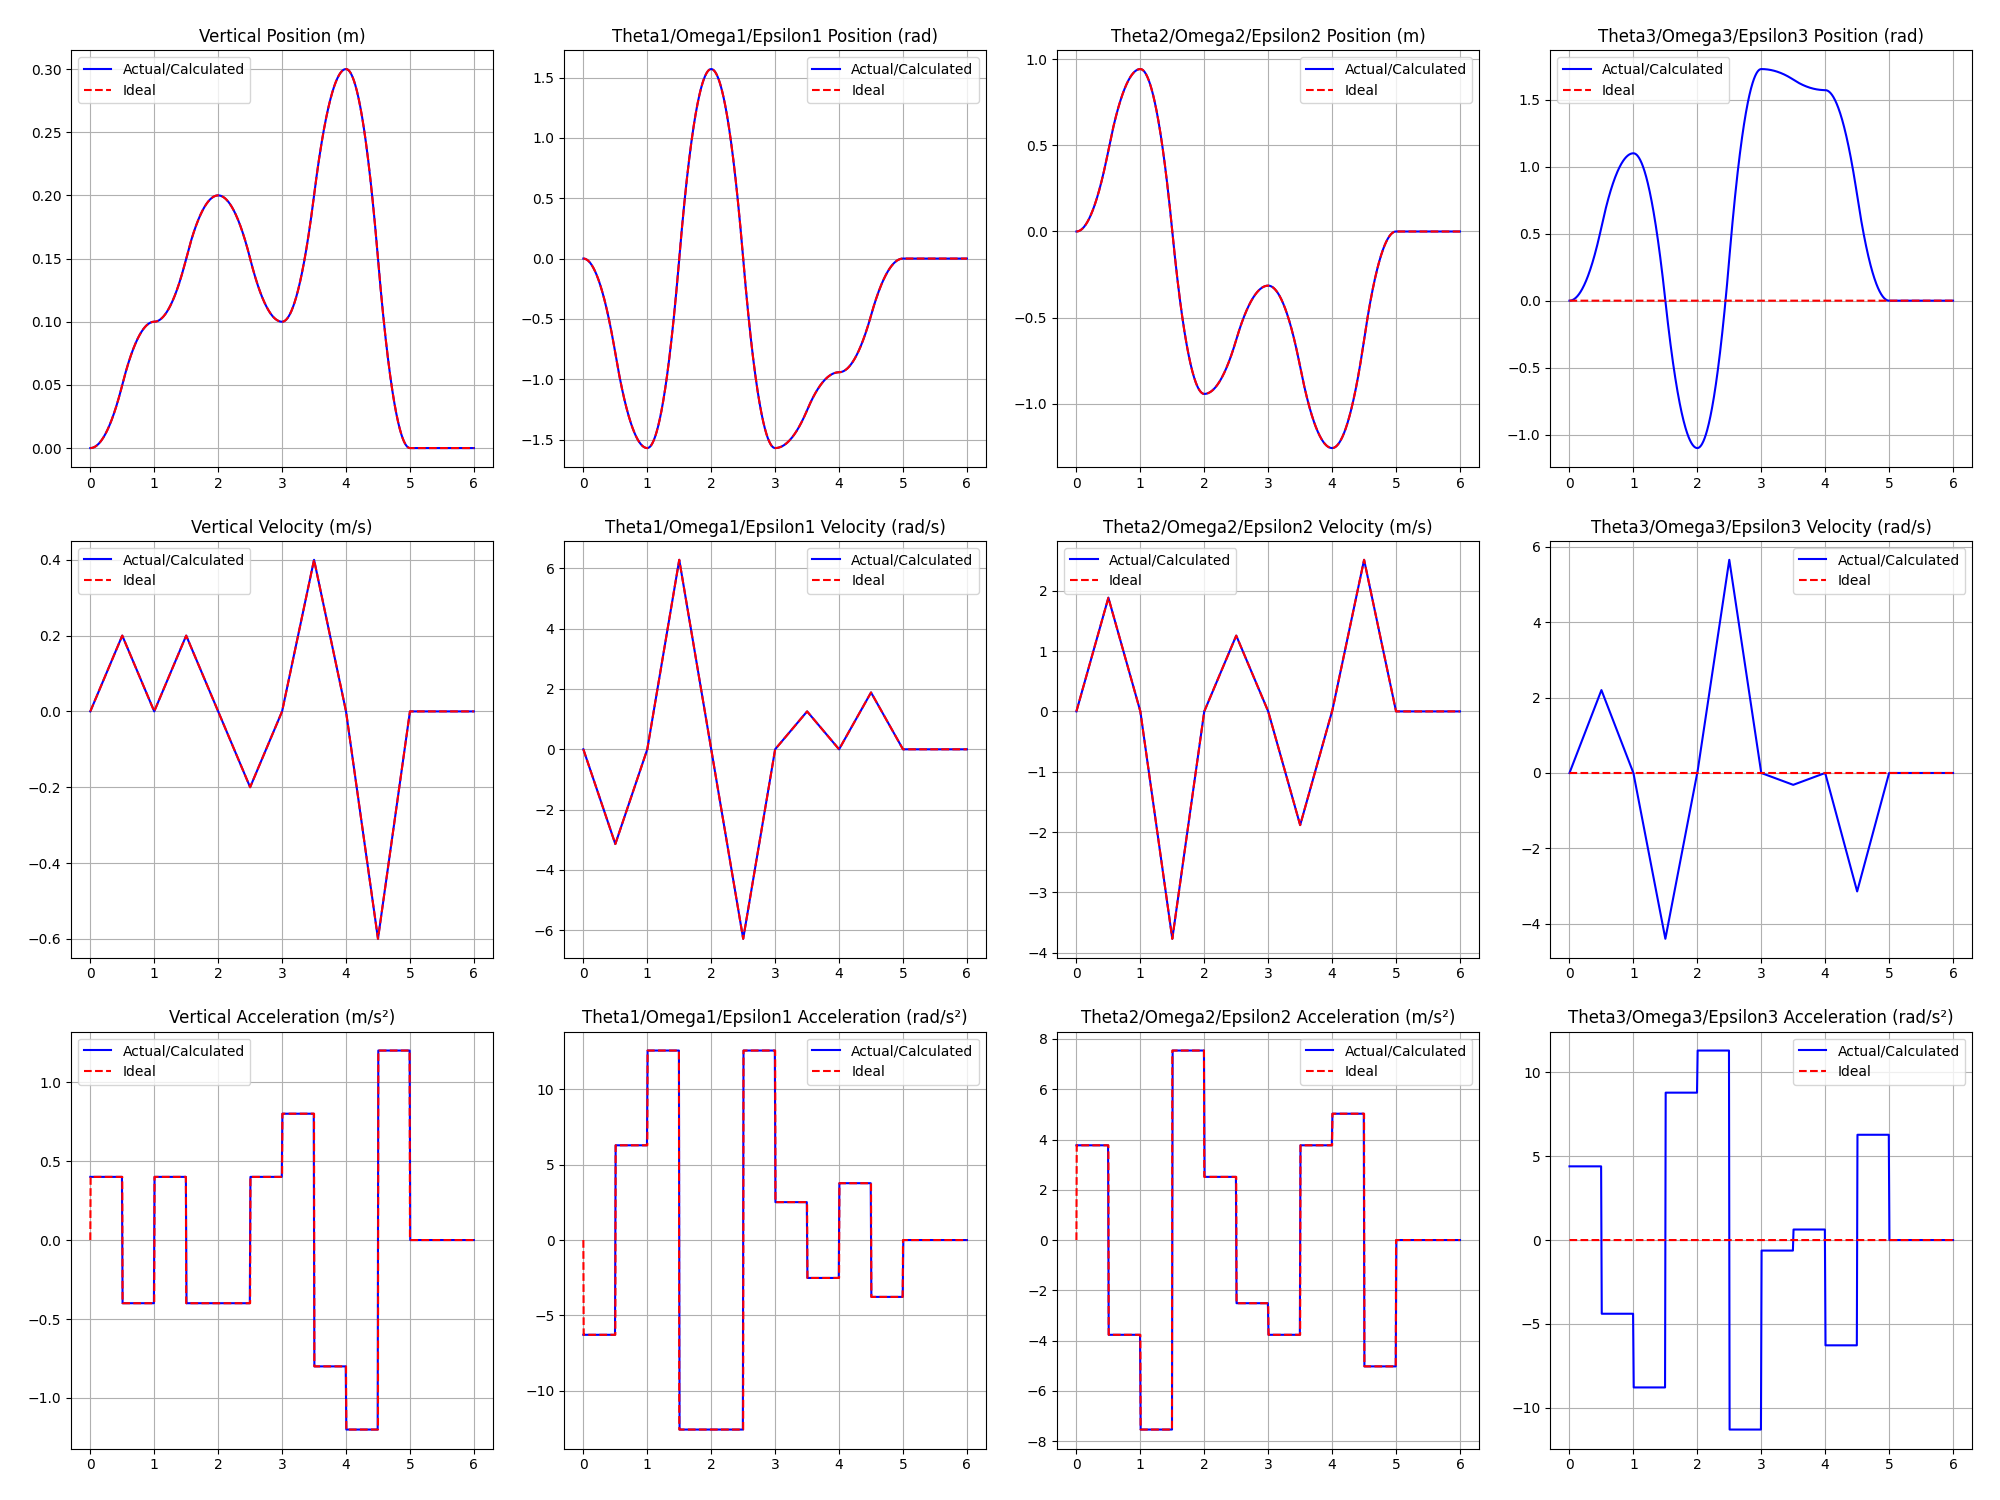 Vertical Position (m)
Actual/Calculated
Ideal
0.30
0.25
0.20
0.15
0.10
0.05
0.00
0 1 2 3 4 5 6
Theta1/Omega1/Epsilon1 Position (rad)
Actual/Calculated
Ideal
1.5
1.0
0.5
0.0
−0.5
−1.0
−1.5
0 1 2 3 4 5 6
Theta2/Omega2/Epsilon2 Position (m)
Actual/Calculated
Ideal
1.0
0.5
0.0
−0.5
−1.0
0 1 2 3 4 5 6
Theta3/Omega3/Epsilon3 Position (rad)
Actual/Calculated
Ideal
1.5
1.0
0.5
0.0
−0.5
−1.0
0 1 2 3 4 5 6
Vertical Velocity (m/s)
Actual/Calculated
Ideal
0.4
0.2
0.0
−0.2
−0.4
−0.6
0 1 2 3 4 5 6
Theta1/Omega1/Epsilon1 Velocity (rad/s)
Actual/Calculated
Ideal
6
4
2
0
−2
−4
−6
0 1 2 3 4 5 6
Theta2/Omega2/Epsilon2 Velocity (m/s)
Actual/Calculated
Ideal
2
1
0
−1
−2
−3
−4
0 1 2 3 4 5 6
Theta3/Omega3/Epsilon3 Velocity (rad/s)
Actual/Calculated
Ideal
6
4
2
0
−2
−4
0 1 2 3 4 5 6
Vertical Acceleration (m/s²)
Actual/Calculated
Ideal
1.0
0.5
0.0
−0.5
−1.0
0 1 2 3 4 5 6
Theta1/Omega1/Epsilon1 Acceleration (rad/s²)
Actual/Calculated
Ideal
10
5
0
−5
−10
0 1 2 3 4 5 6
Theta2/Omega2/Epsilon2 Acceleration (m/s²)
Actual/Calculated
Ideal
8
6
4
2
0
−2
−4
−6
−8
0 1 2 3 4 5 6
Theta3/Omega3/Epsilon3 Acceleration (rad/s²)
Actual/Calculated
Ideal
10
5
0
−5
−10
0 1 2 3 4 5 6